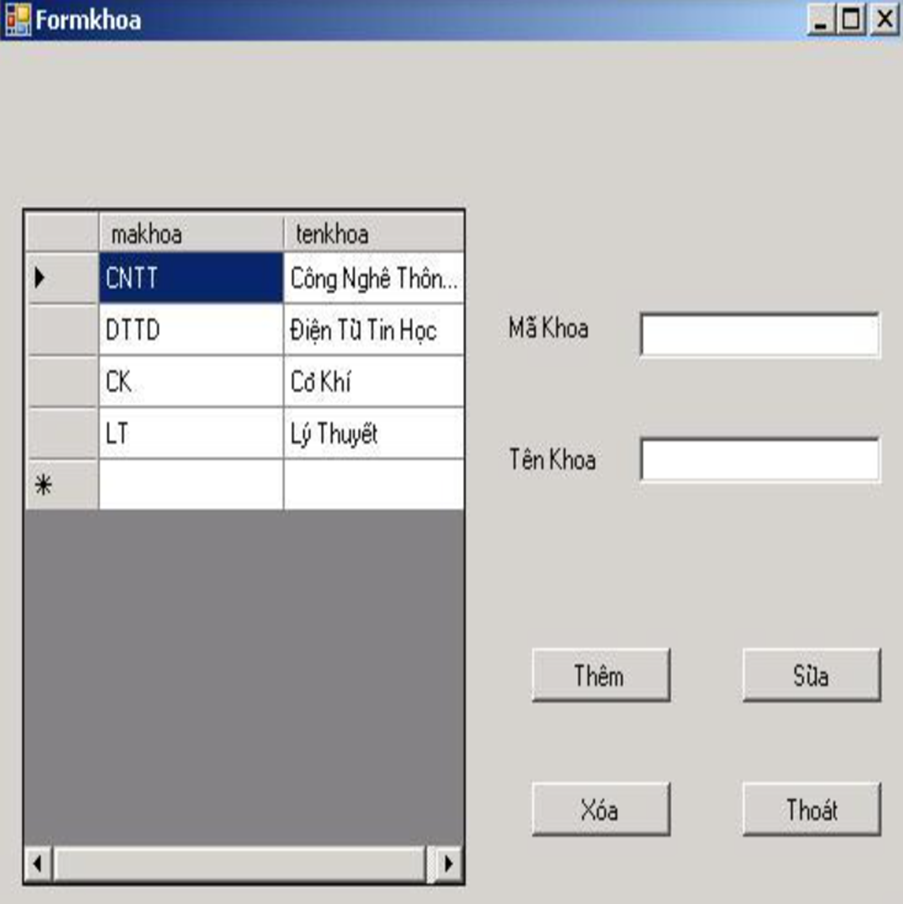 Formkhoa
makhoa tenkhoa
CNTT Công Nghê Thôn...
DTTD Điện Tử Tin Học
CK Cơ Khí
LT Lý Thuyết
Mã Khoa
Tên Khoa
Thêm Sửa
Xóa Thoát